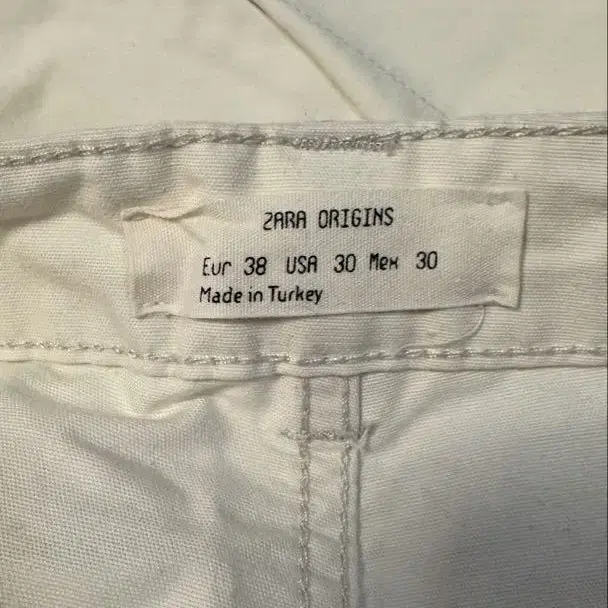 ZARA ORIGINS
Eur 38 USA 30 Mex 30
Made in Turkey